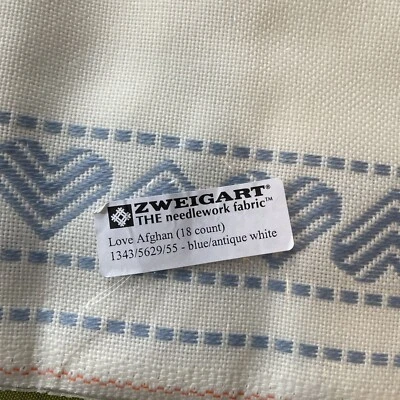 ZWEIGART®
THE needlework fabric™
Love Afghan (18 count)
1343/5629/55 - blue/antique white